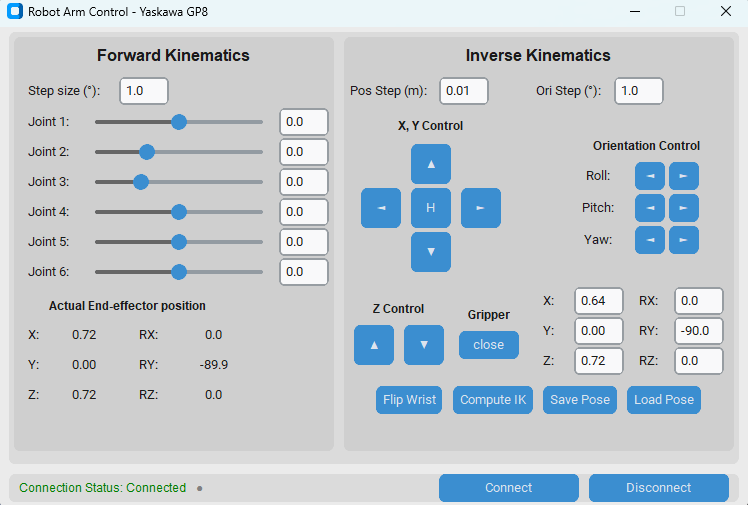 Robot Arm Control - Yaskawa GP8
Forward Kinematics
Step size (°): 1.0
Joint 1: 0.0
Joint 2: 0.0
Joint 3: 0.0
Joint 4: 0.0
Joint 5: 0.0
Joint 6: 0.0
Actual End-effector position
X: 0.72 RX: 0.0
Y: 0.00 RY: -89.9
Z: 0.72 RZ: 0.0
Inverse Kinematics
Pos Step (m): 0.01 Ori Step (°): 1.0
X, Y Control
▲
◄ H ►
▼
Orientation Control
Roll: ◄ ►
Pitch: ◄ ►
Yaw: ◄ ►
Z Control
▲ ▼
Gripper
close
X: 0.64 RX: 0.0
Y: 0.00 RY: -90.0
Z: 0.72 RZ: 0.0
Flip Wrist Compute IK Save Pose Load Pose
Connection Status: Connected Connect Disconnect